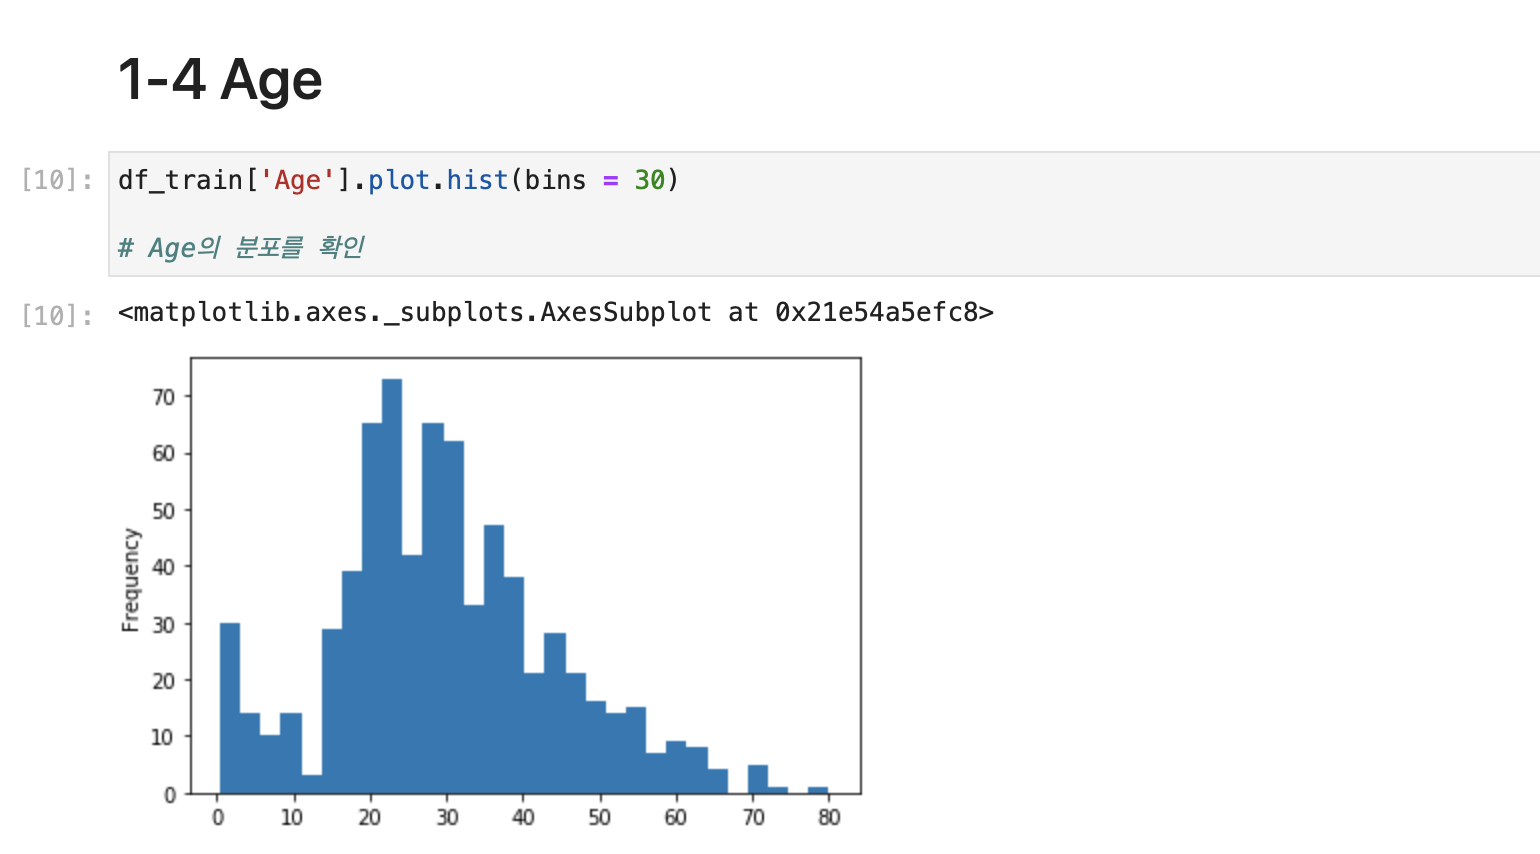 1-4 Age
[10]: df_train['Age'].plot.hist(bins = 30)
# Age의 분포를 확인
[10]: <matplotlib.axes._subplots.AxesSubplot at 0x21e54a5efc8>
70
60
50
40
30
20
10
0
Frequency
0 10 20 30 40 50 60 70 80